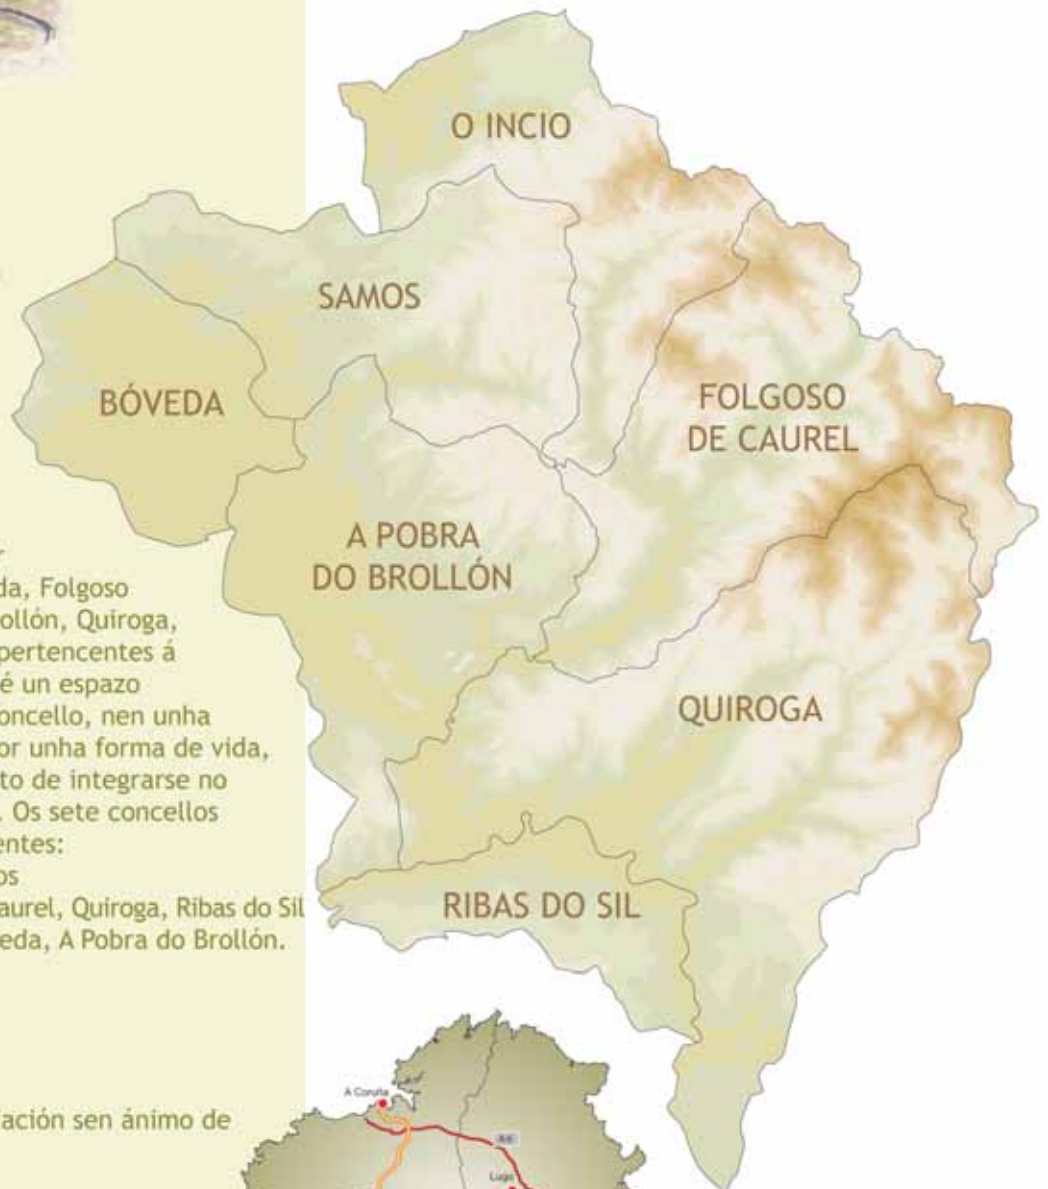 O INCIO
SAMOS
BÓVEDA
FOLGOSO
DE CAUREL
A POBRA
DO BROLLÓN
QUIROGA
RIBAS DO SIL
da, Folgoso
ollón, Quiroga,
pertencentes á
é un espazo
oncello, nen unha
or unha forma de vida,
to de integrarse no
. Os sete concellos
entes:
os
aurel, Quiroga, Ribas do Sil
eda, A Pobra do Brollón.
ación sen ánimo de
A Coruña
A-6
Lugo